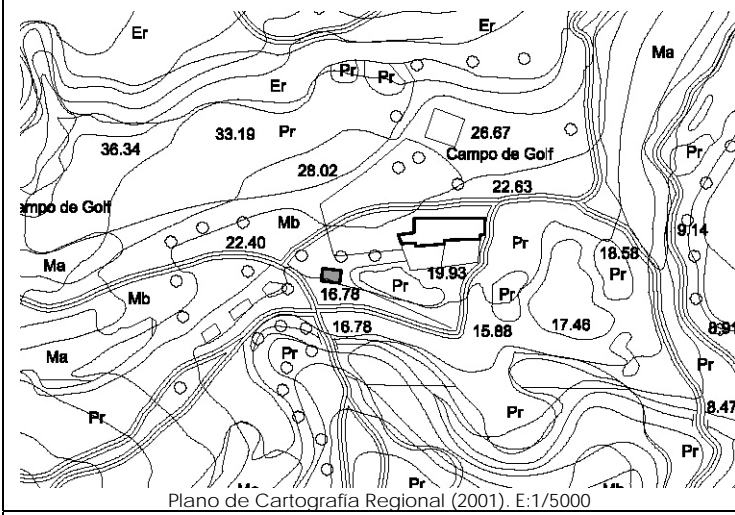 Er
Er
Ma
Pr
Pr
Er
36.34
33.19
Pr
26.67
Campo de Golf
Pr
28.02
22.63
mpo de Golf
Mb
22.40
Pr
9.14
18.58
Ma
19.93
Pr
Mb
16.78
Pr
Pr
16.78
15.88
17.46
8.91
Ma
Pr
Pr
Pr
Pr
8.47
Pr
Pr
Plano de Cartografía Regional (2001). E:1/5000